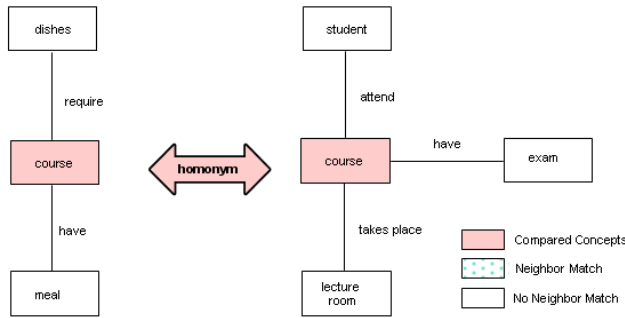 dishes
student
require
attend
course
homonym
course
have
exam
have
takes place
Compared Concepts
Neighbor Match
meal
lecture
room
No Neighbor Match